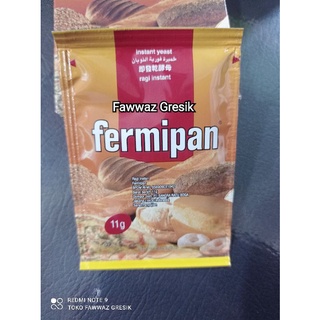 instant yeast
خميرة فورية الذوبان
即發乾酵母
ragi instant
Fawwaz Gresik
fermipan
11g
REDMI NOTE 9
TOKO FAWWAZ GRESIK